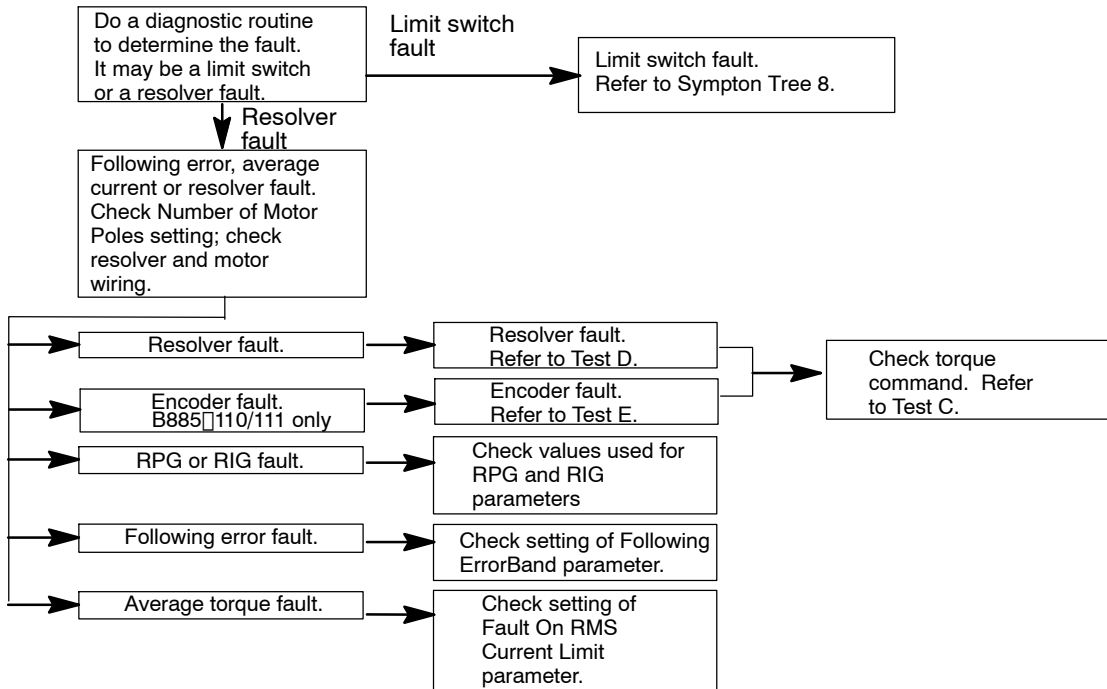 Do a diagnostic routine
to determine the fault.
It may be a limit switch
or a resolver fault.
Limit switch
fault
Limit switch fault.
Refer to Sympton Tree 8.
Resolver
fault
Following error, average
current or resolver fault.
Check Number of Motor
Poles setting; check
resolver and motor
wiring.
Resolver fault.
Resolver fault.
Refer to Test D.
Check torque
command. Refer
to Test C.
Encoder fault.
B885□110/111 only
Encoder fault.
Refer to Test E.
RPG or RIG fault.
Check values used for
RPG and RIG
parameters
Following error fault.
Check setting of Following
ErrorBand parameter.
Average torque fault.
Check setting of
Fault On RMS
Current Limit
parameter.